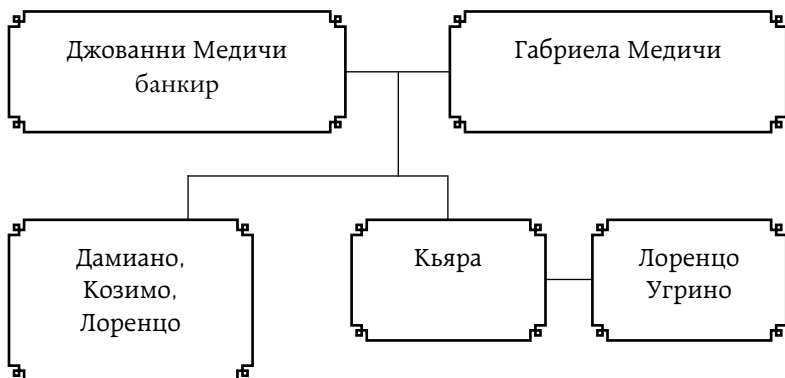 Джованни Медичи
банкир
Габриела Медичи
Дамиано,
Козимо,
Лоренцо
Кьяра
Лоренцо
Угрино